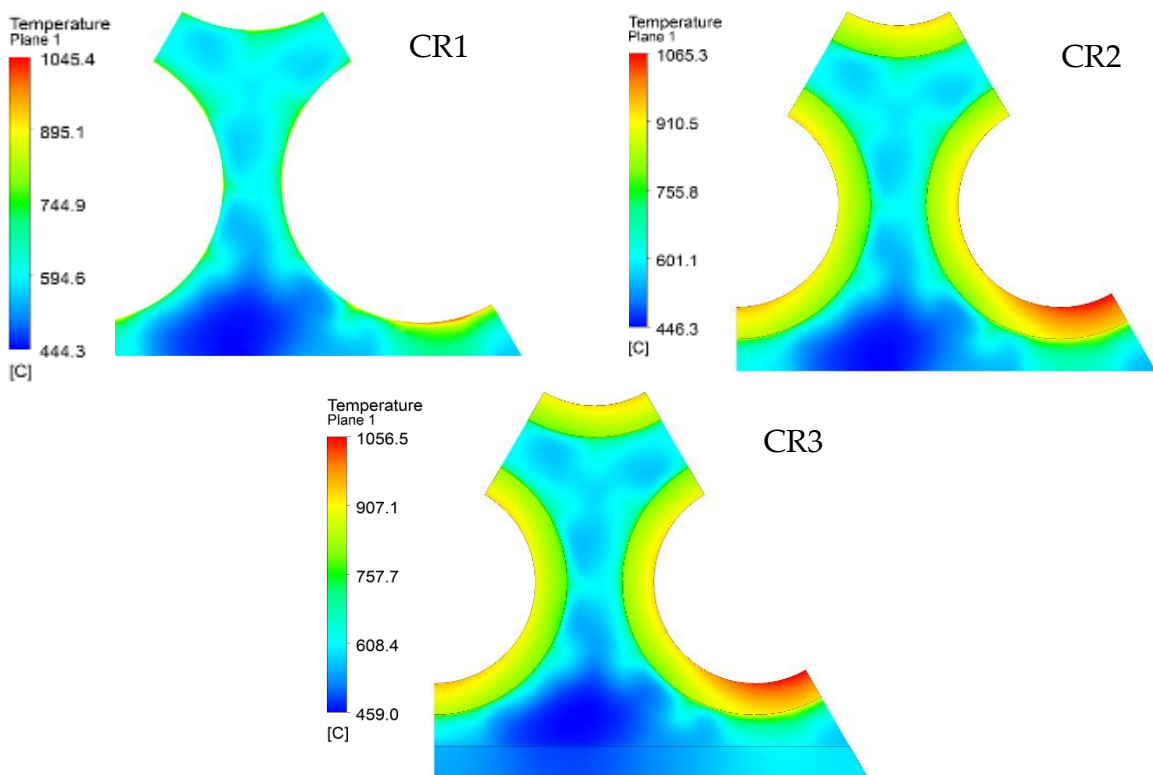 Temperature
Plane 1
1045.4
895.1
744.9
594.6
444.3
[C]
CR1
Temperature
Plane 1
1065.3
910.5
755.8
601.1
446.3
[C]
CR2
Temperature
Plane 1
1056.5
907.1
757.7
608.4
459.0
[C]
CR3